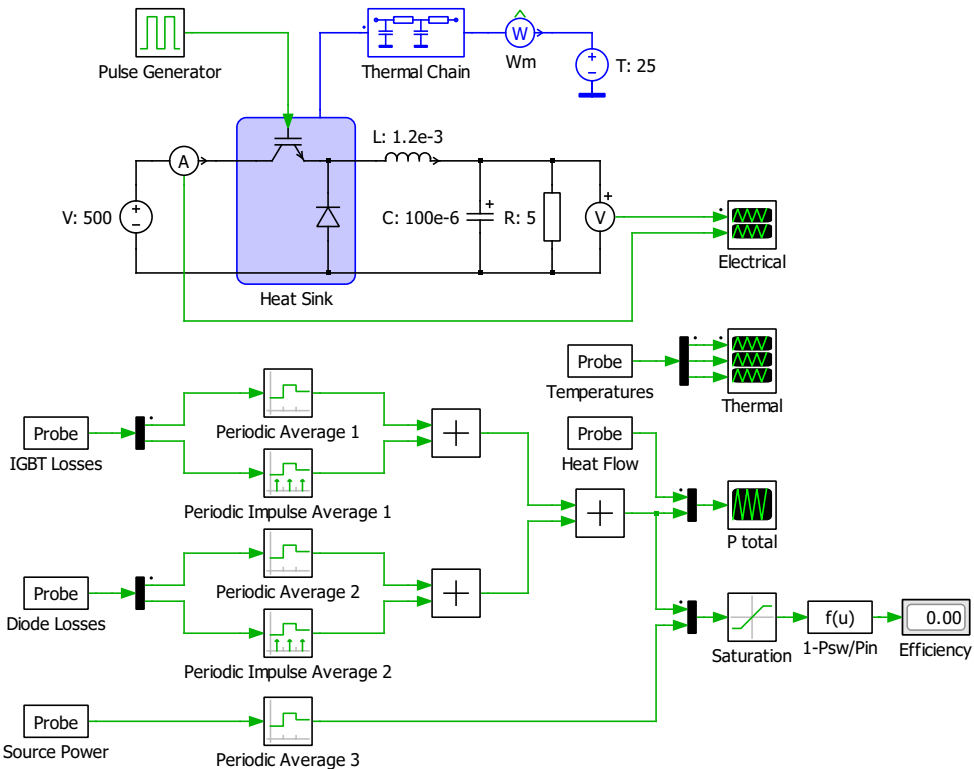 Pulse Generator
Thermal Chain
W
Wm
T: 25
A
L: 1.2e-3
V: 500
C: 100e-6
R: 5
V
Heat Sink
Electrical
Probe
Temperatures
Thermal
Probe
IGBT Losses
Periodic Average 1
Probe
Heat Flow
Periodic Impulse Average 1
P total
Probe
Diode Losses
Periodic Average 2
Periodic Impulse Average 2
Saturation
f(u)
1-Psw/Pin
0.00
Efficiency
Probe
Source Power
Periodic Average 3